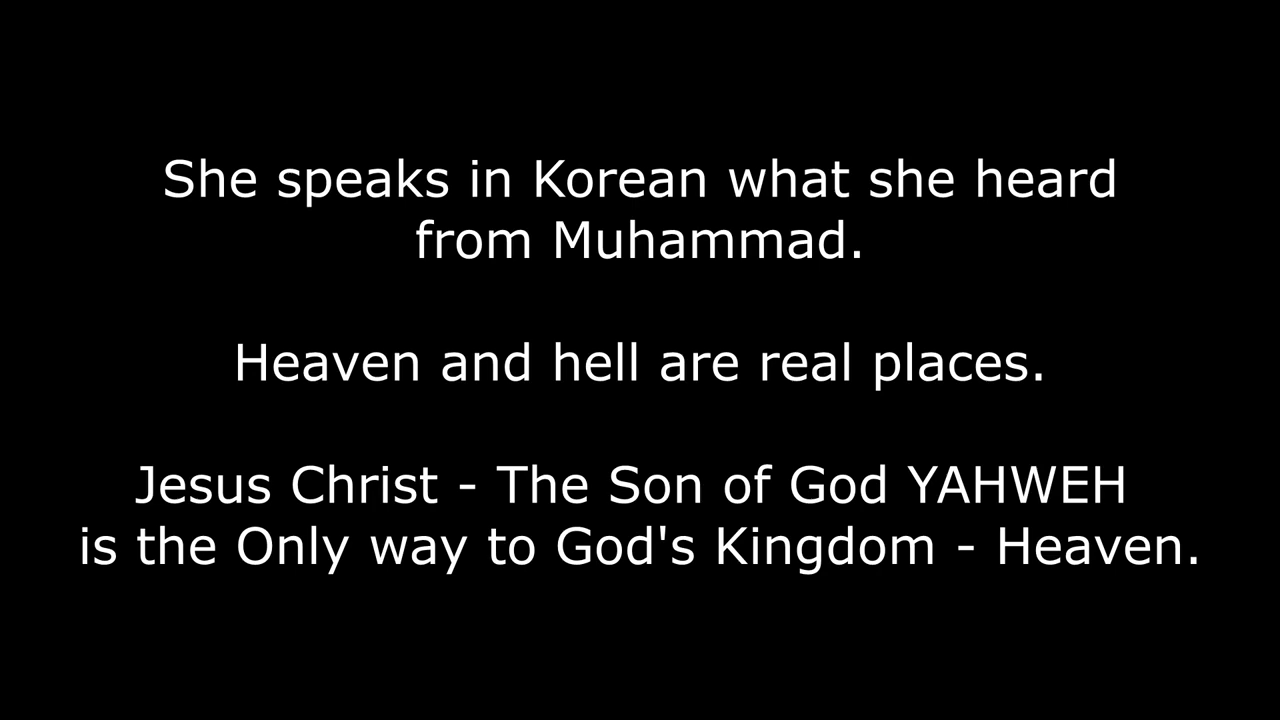 She speaks in Korean what she heard
from Muhammad.
Heaven and hell are real places.
Jesus Christ - The Son of God YAHWEH
is the Only way to God's Kingdom - Heaven.